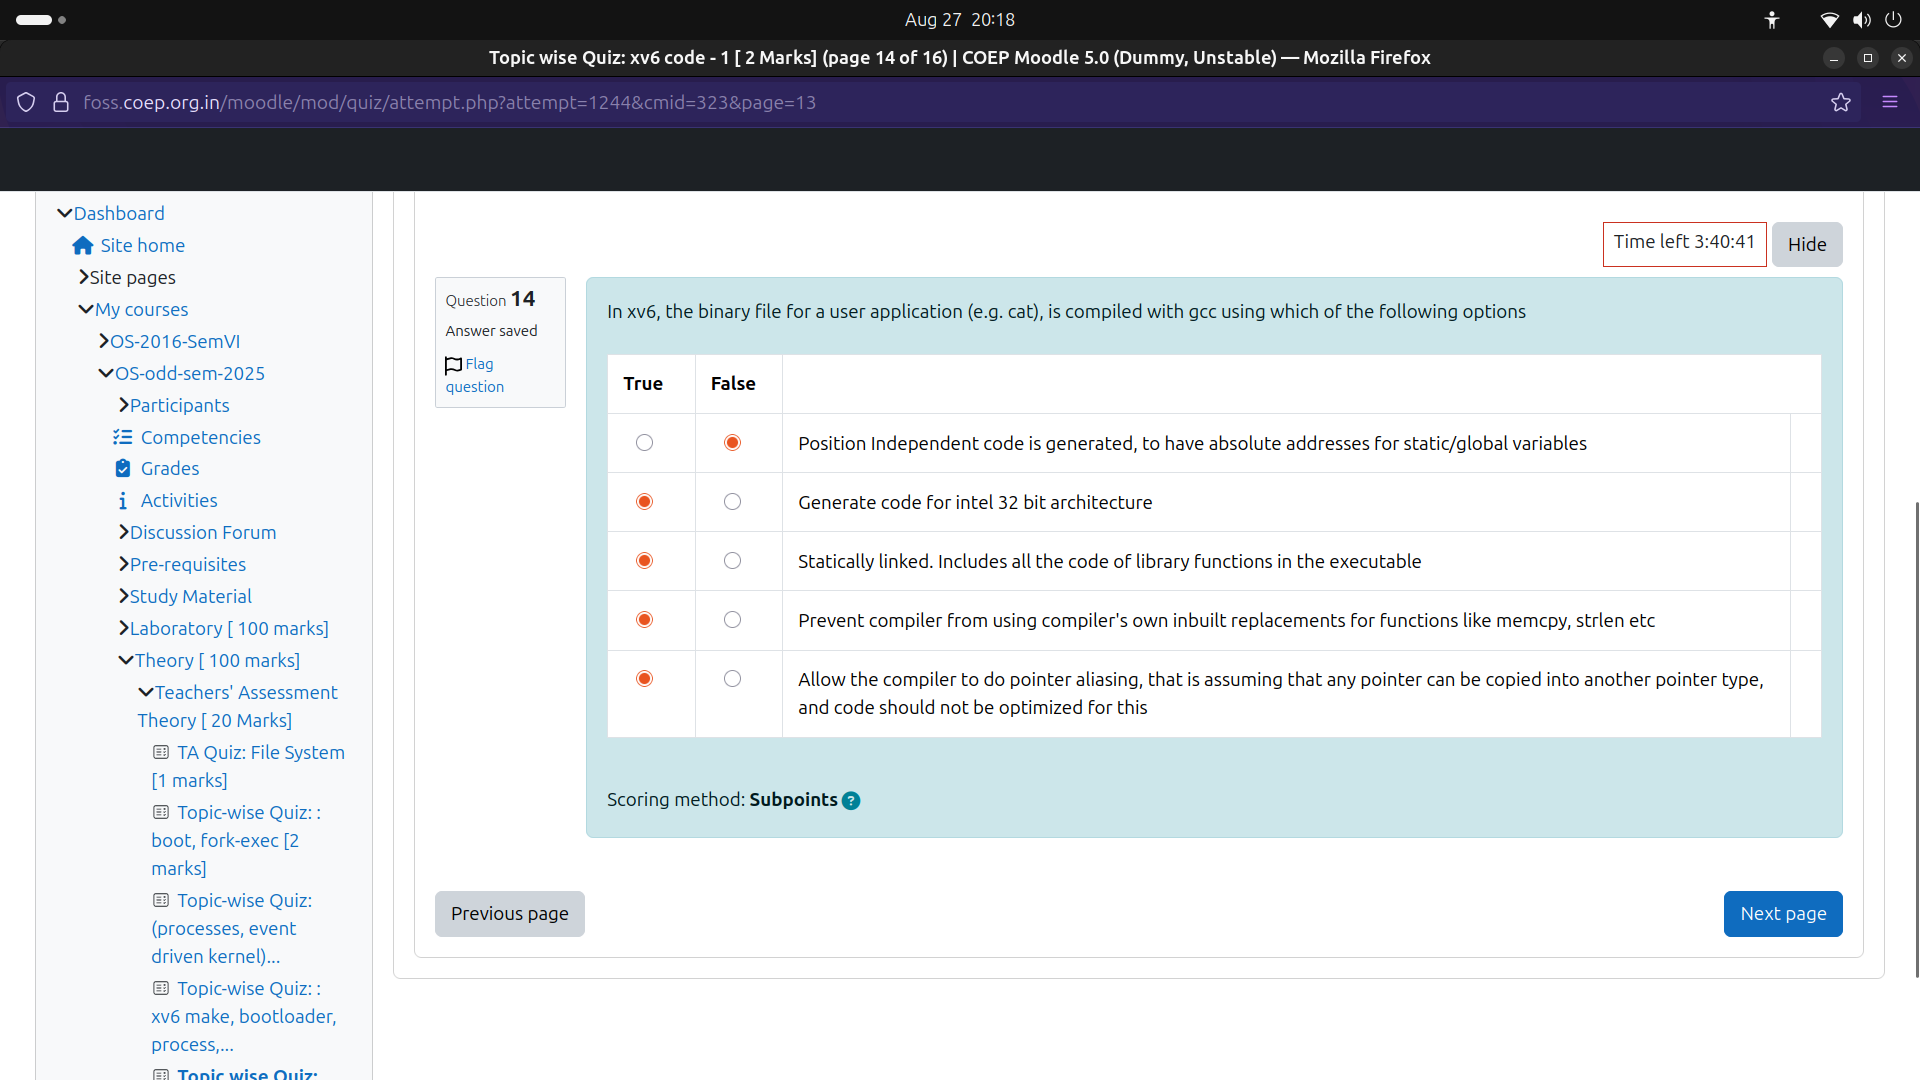 Aug 27  20:18
Topic wise Quiz: xv6 code - 1 [ 2 Marks] (page 14 of 16) | COEP Moodle 5.0 (Dummy, Unstable) — Mozilla Firefox
foss.coep.org.in/moodle/mod/quiz/attempt.php?attempt=1244&cmid=323&page=13
Dashboard
Site home
Site pages
My courses
OS-2016-SemVI
OS-odd-sem-2025
Participants
Competencies
Grades
Activities
Discussion Forum
Pre-requisites
Study Material
Laboratory [ 100 marks]
Theory [ 100 marks]
Teachers' Assessment
Theory [ 20 Marks]
TA Quiz: File System
[1 marks]
Topic-wise Quiz: :
boot, fork-exec [2
marks]
Topic-wise Quiz:
(processes, event
driven kernel)...
Topic-wise Quiz: :
xv6 make, bootloader,
process,...
Topic wise Quiz:
Time left 3:40:41
Hide
Question 14
Answer saved
Flag
question
In xv6, the binary file for a user application (e.g. cat), is compiled with gcc using which of the following options
True False
Position Independent code is generated, to have absolute addresses for static/global variables
Generate code for intel 32 bit architecture
Statically linked. Includes all the code of library functions in the executable
Prevent compiler from using compiler's own inbuilt replacements for functions like memcpy, strlen etc
Allow the compiler to do pointer aliasing, that is assuming that any pointer can be copied into another pointer type,
and code should not be optimized for this
Scoring method: Subpoints ?
Previous page
Next page